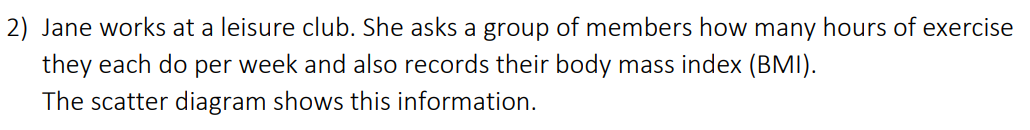 2) Jane works at a leisure club. She asks a group of members how many hours of exercise
they each do per week and also records their body mass index (BMI).
The scatter diagram shows this information.